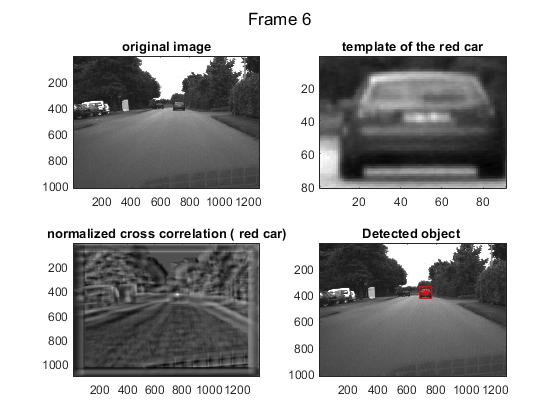 Frame 6
original image
200
400
600
800
1000
200 400 600 800 1000 1200
template of the red car
20
40
60
80
20 40 60 80
normalized cross correlation ( red car)
200
400
600
800
1000
200 400 600 800 1000 1200
Detected object
200
400
600
800
1000
200 400 600 800 1000 1200